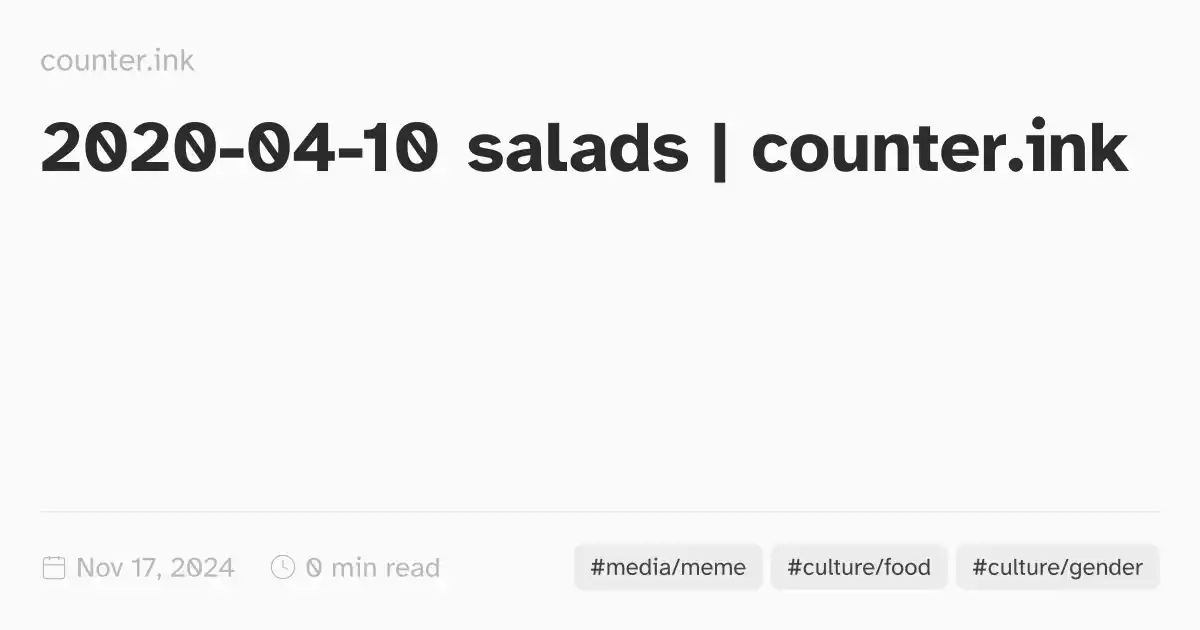 counter.ink
2020-04-10 salads | counter.ink
Nov 17, 2024 0 min read #media/meme #culture/food #culture/gender